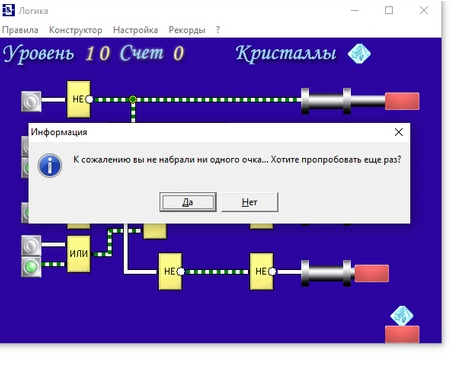 Логика
Правила Конструктор Настройка Рекорды ?
Уровень 10 Счет 0 Кристаллы
НЕ
Информация
К сожалению вы не набрали ни одного очка... Хотите пропробовать еще раз?
Да Нет
ИЛИ
НЕ НЕ